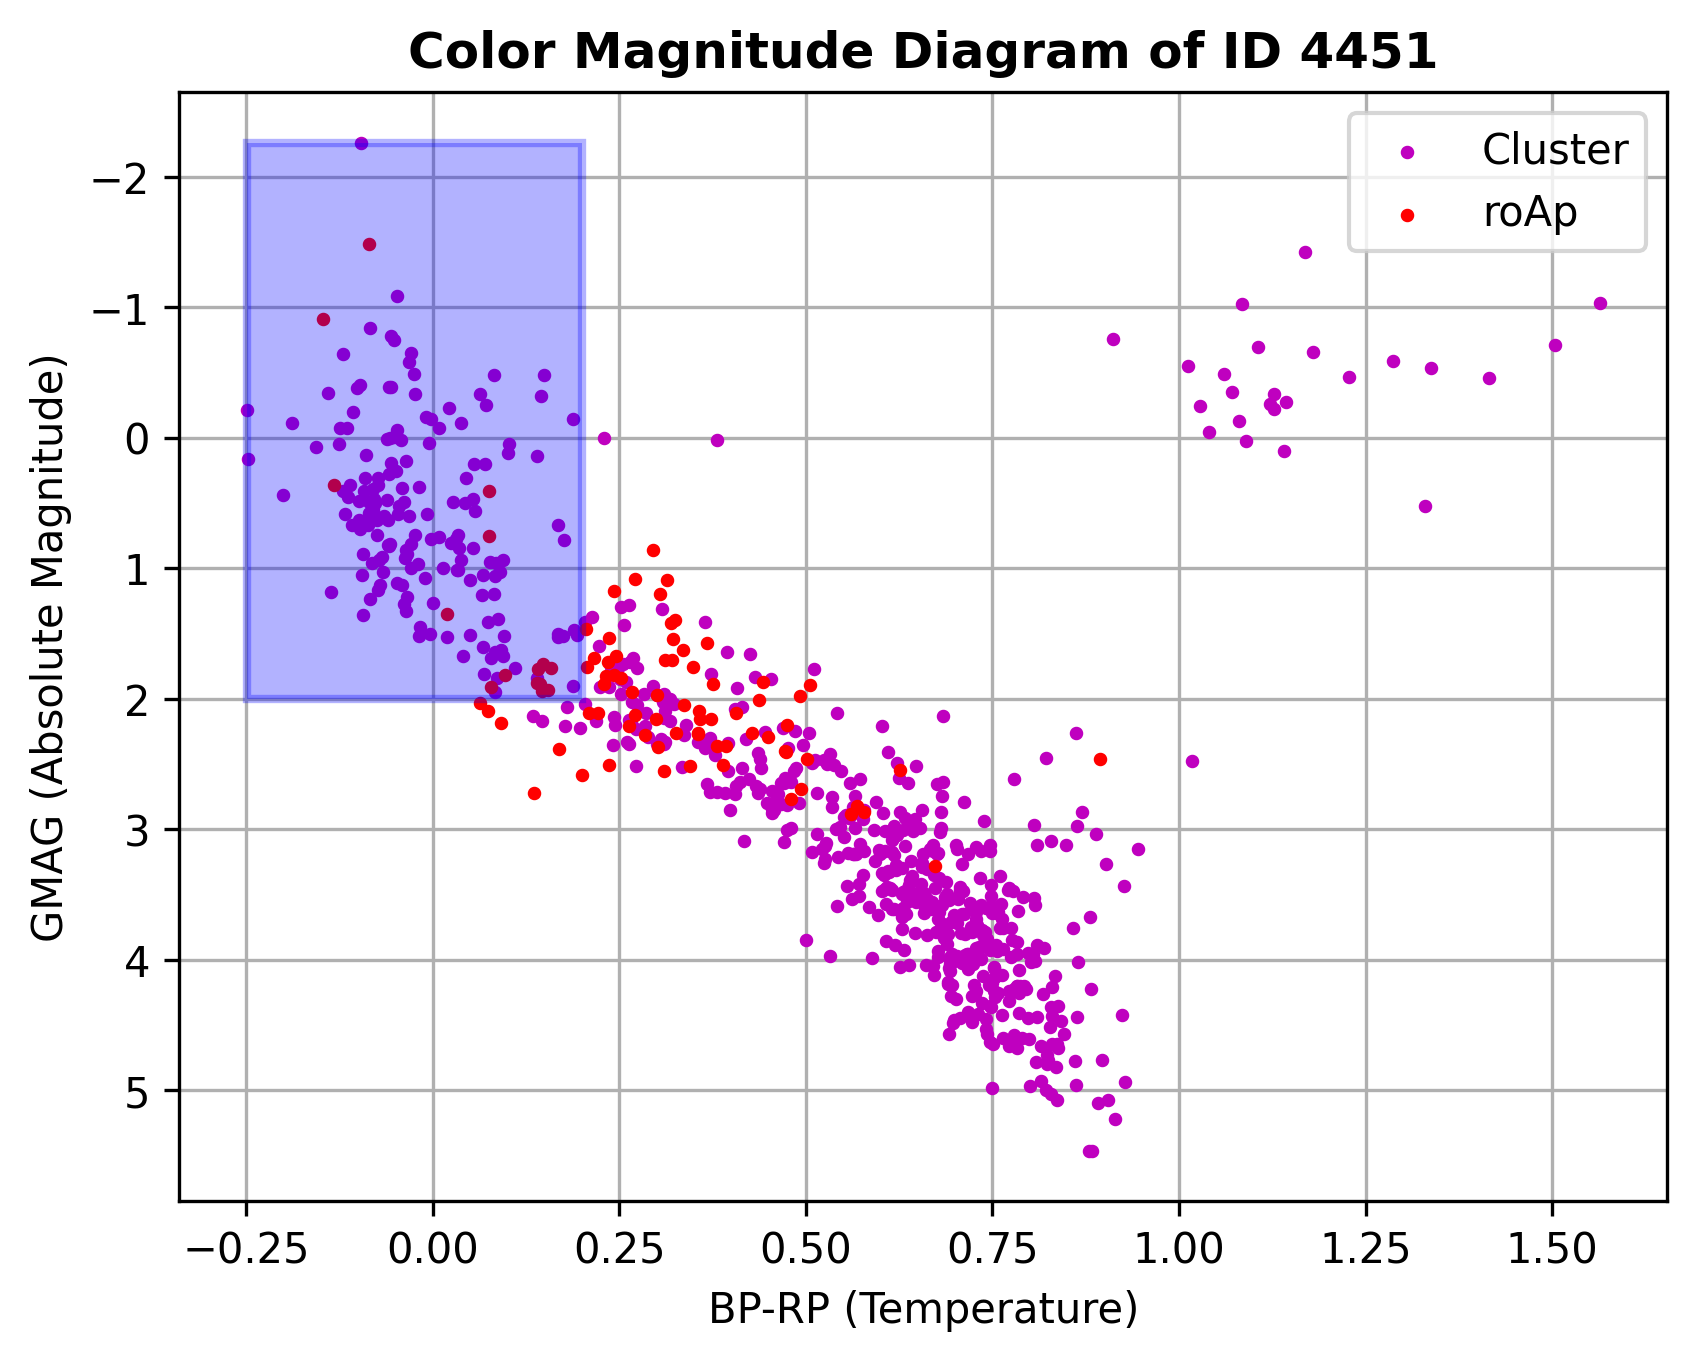 Color Magnitude Diagram of ID 4451
Cluster
roAp
GMAG (Absolute Magnitude)
−2
−1
0
1
2
3
4
5
−0.25 0.00 0.25 0.50 0.75 1.00 1.25 1.50
BP-RP (Temperature)